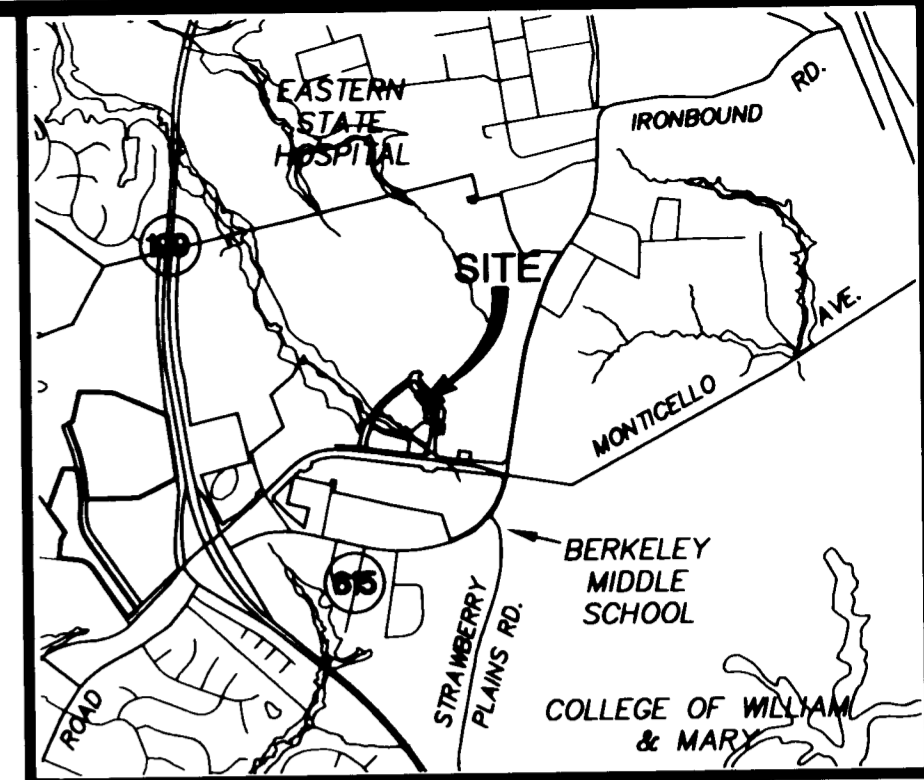 EASTERN
STATE
HOSPITAL
IRONBOUND
RD.
199
SITE
AVE.
MONTICELLO
BERKELEY
MIDDLE
SCHOOL
615
STRAWBERRY
PLAINS RD.
ROAD
COLLEGE OF WILLIAM
& MARY